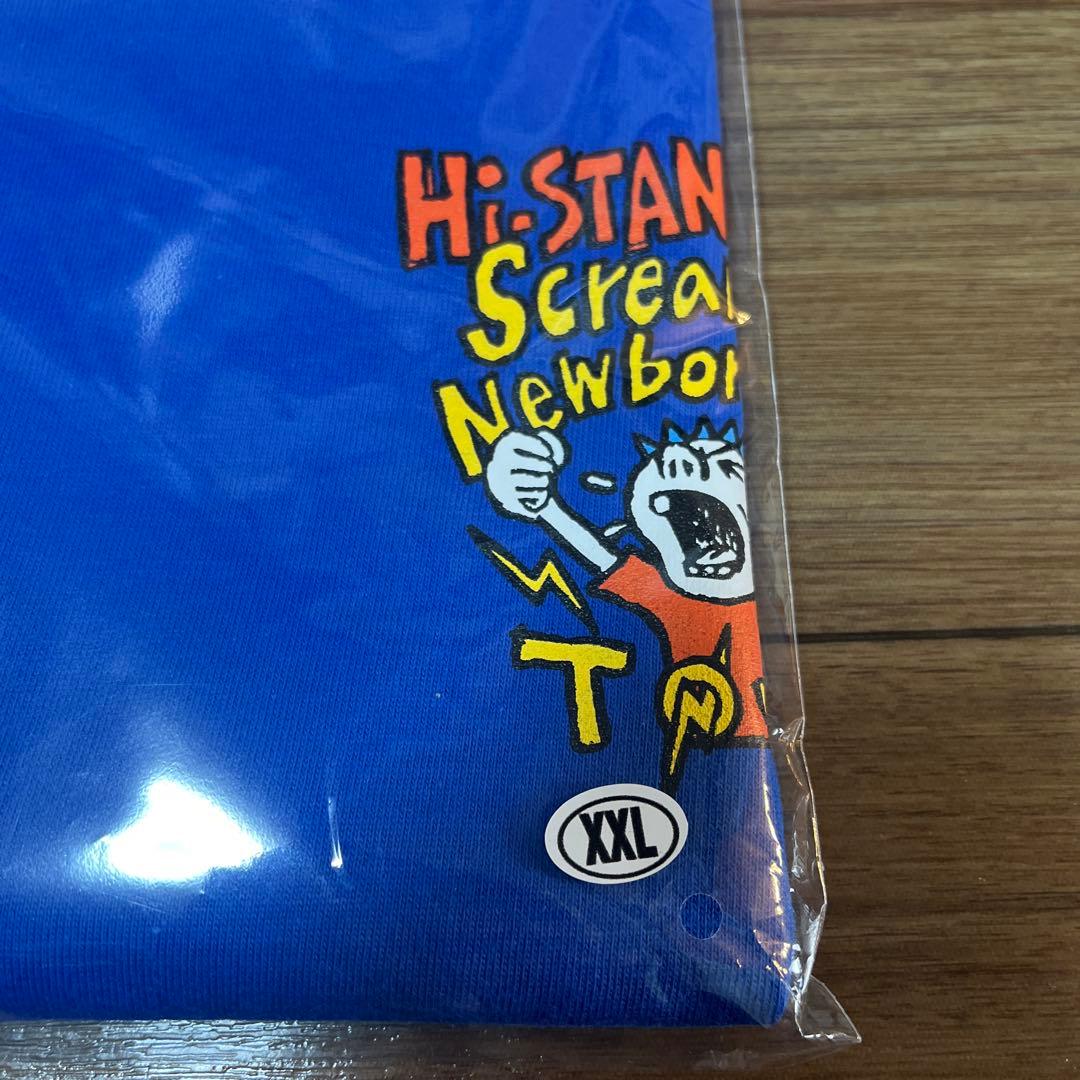 Hi-STAN
Screa
Newbor
T
N
XXL